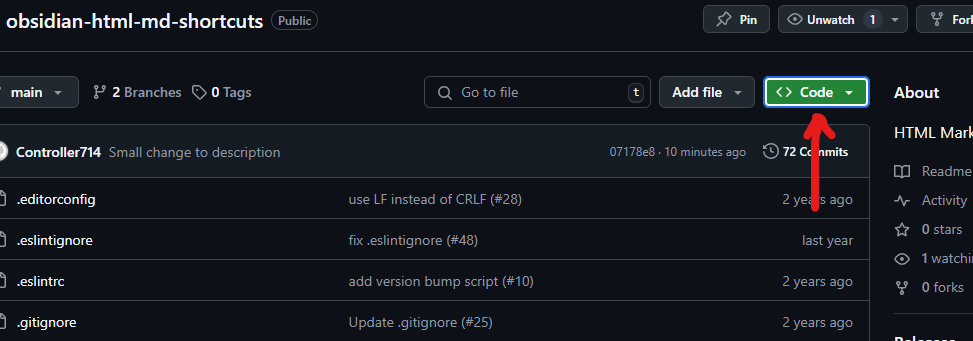 obsidian-html-md-shortcuts Public Pin Unwatch 1
main 2 Branches 0 Tags Go to file t Add file Code About
HTML
Controller714 Small change to description 07178e8 · 10 minutes ago 72 Commits
Readme
.editorconfig use LF instead of CRLF (#28) 2 years ago
Activity
0 stars
.eslintignore fix .eslintignore (#48) last year
1
.eslintrc add version bump script (#10) 2 years ago
0 forks
.gitignore Update .gitignore (#25) 2 years ago